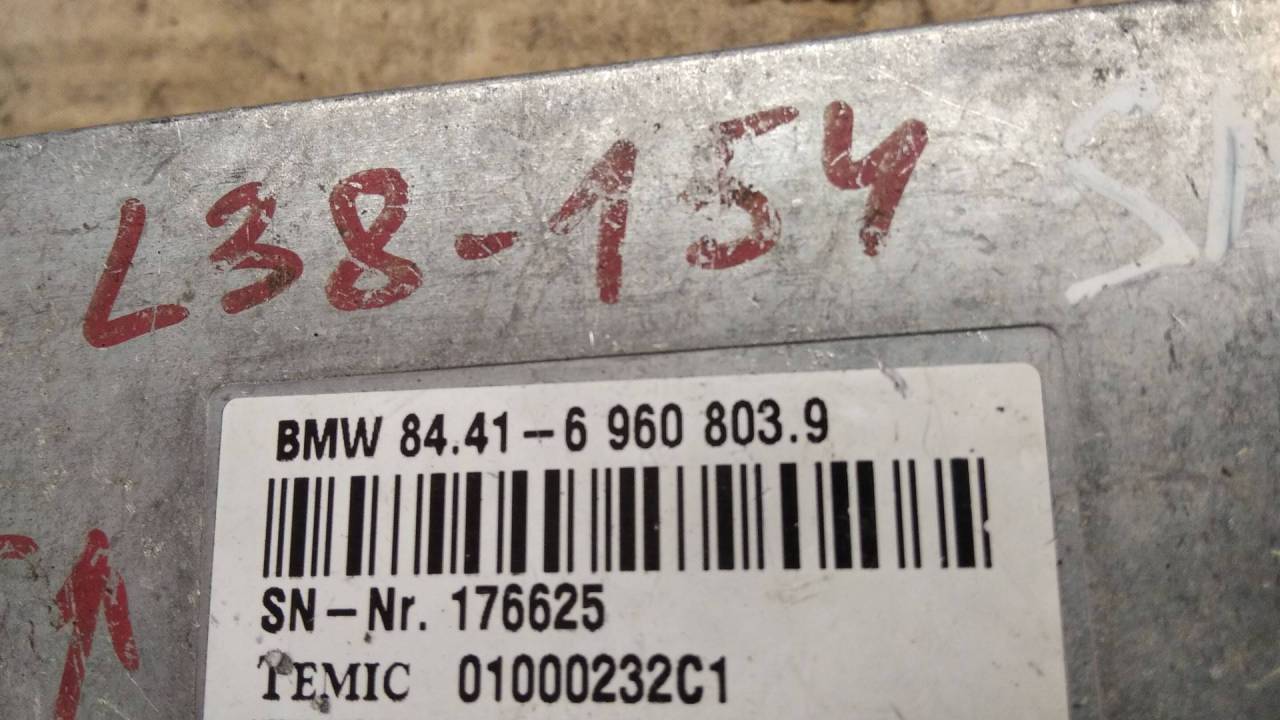 L38-154
BMW 84.41-6 960 803.9
SN-Nr. 176625
TEMIC 01000232C1